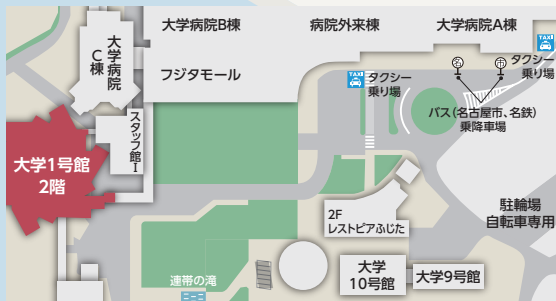 大学病院B棟
病院外来棟
大学病院A棟
大学病院
C棟
フジタモール
TAXI
タクシー
乗り場
名
市
TAXI
タクシー
乗り場
バス(名古屋市、名鉄)
乗降車場
スタッフ館Ⅰ
大学1号館
2階
2F
レストピアふじた
駐輪場
自転車専用
連帯の滝
大学
10号館
大学9号館